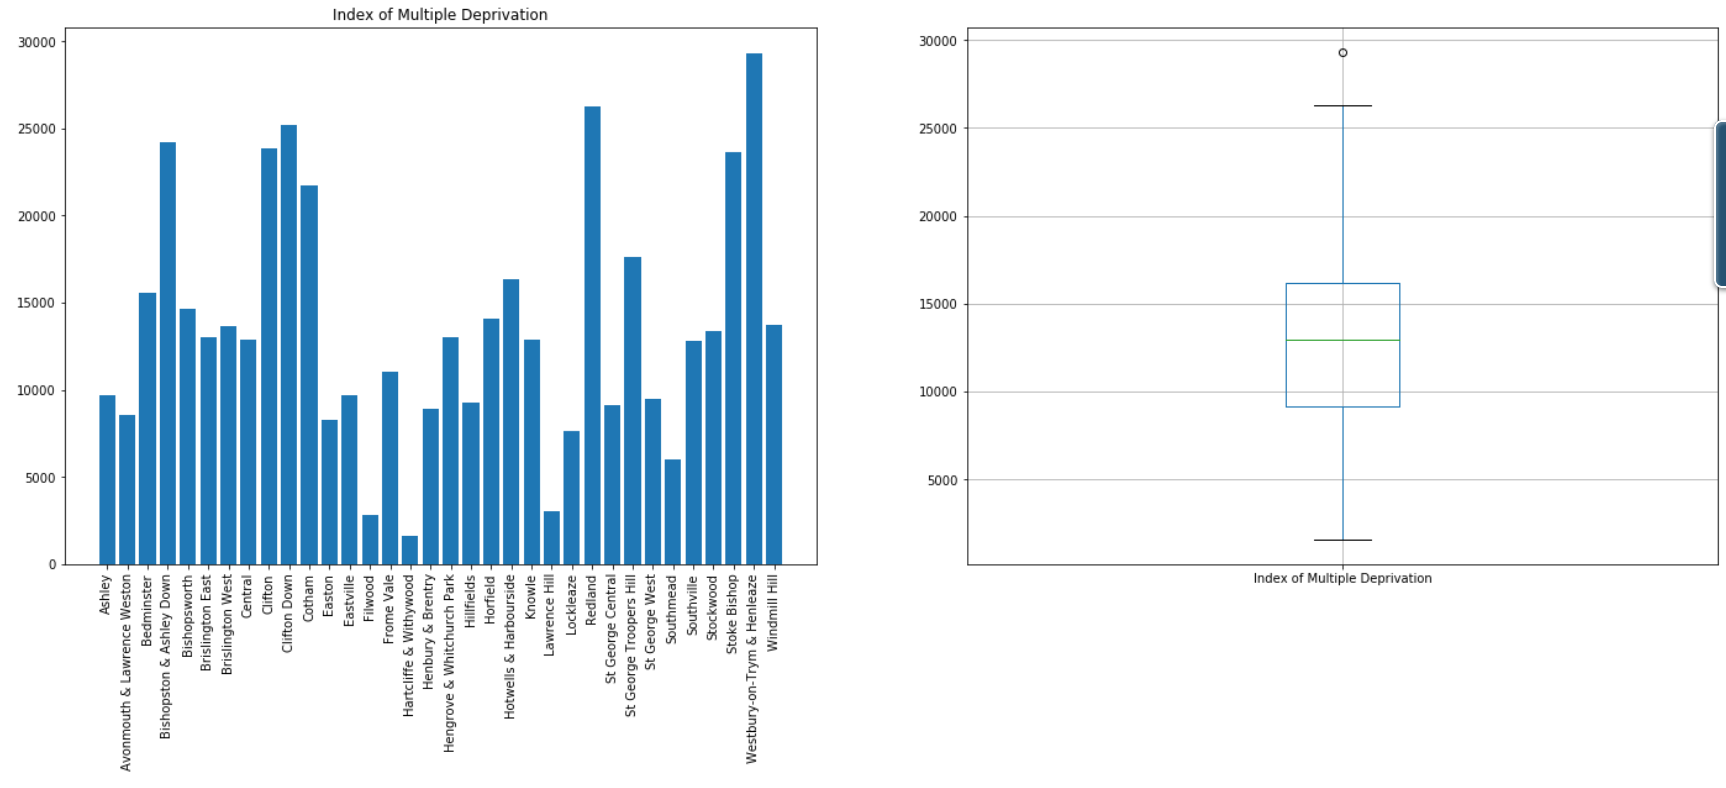 Index of Multiple Deprivation
30000
25000
20000
15000
10000
5000
0
Ashley
Avonmouth & Lawrence Weston
Bedminster
Bishopston & Ashley Down
Bishopsworth
Brislington East
Brislington West
Central
Clifton
Clifton Down
Cotham
Easton
Eastville
Filwood
Frome Vale
Hartcliffe & Withywood
Henbury & Brentry
Hengrove & Whitchurch Park
Hillfields
Horfield
Hotwells & Harbourside
Knowle
Lawrence Hill
Lockleaze
Redland
St George Central
St George Troopers Hill
St George West
Southmead
Southville
Stockwood
Stoke Bishop
Westbury-on-Trym & Henleaze
Windmill Hill
30000
25000
20000
15000
10000
5000
Index of Multiple Deprivation